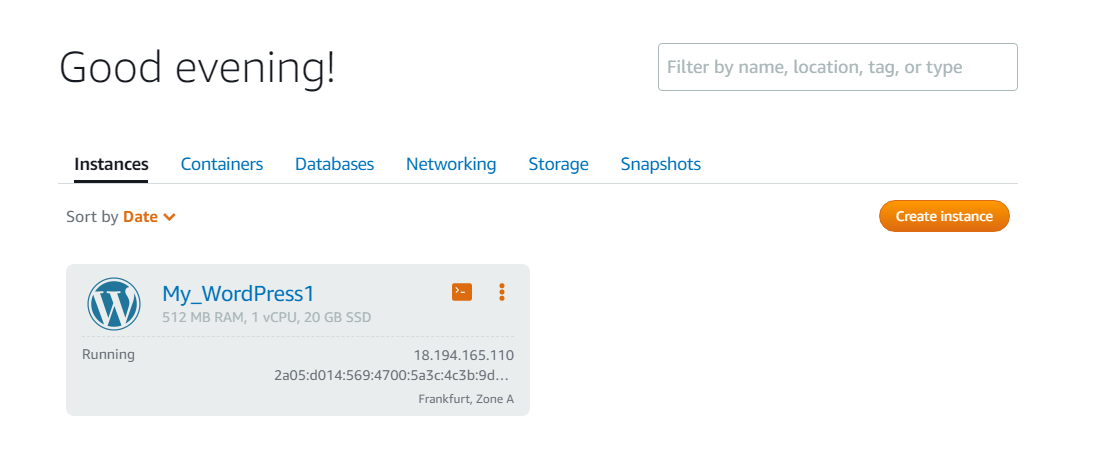 Good evening!
Filter by name, location, tag, or type
Instances Containers Databases Networking Storage Snapshots
Sort by Date
Create instance
My_WordPress1
512 MB RAM, 1 vCPU, 20 GB SSD
Running
18.194.165.110
2a05:d014:569:4700:5a3c:4c3b:9d...
Frankfurt, Zone A